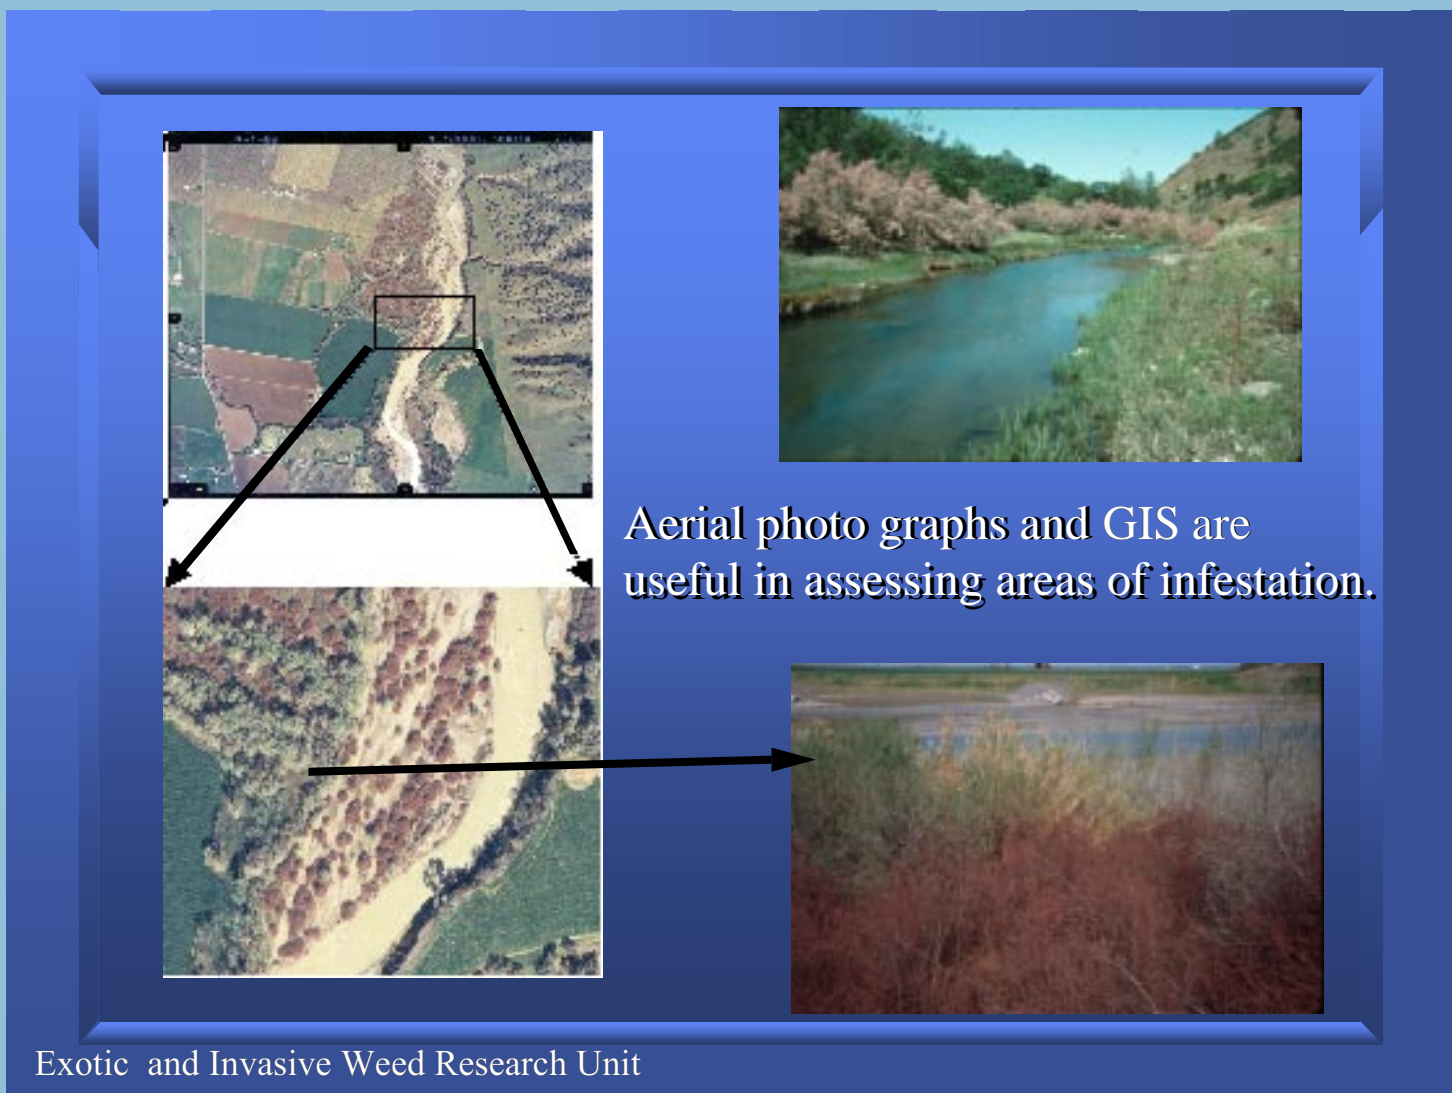 Aerial photo graphs and GIS are
useful in assessing areas of infestation.
Exotic and Invasive Weed Research Unit